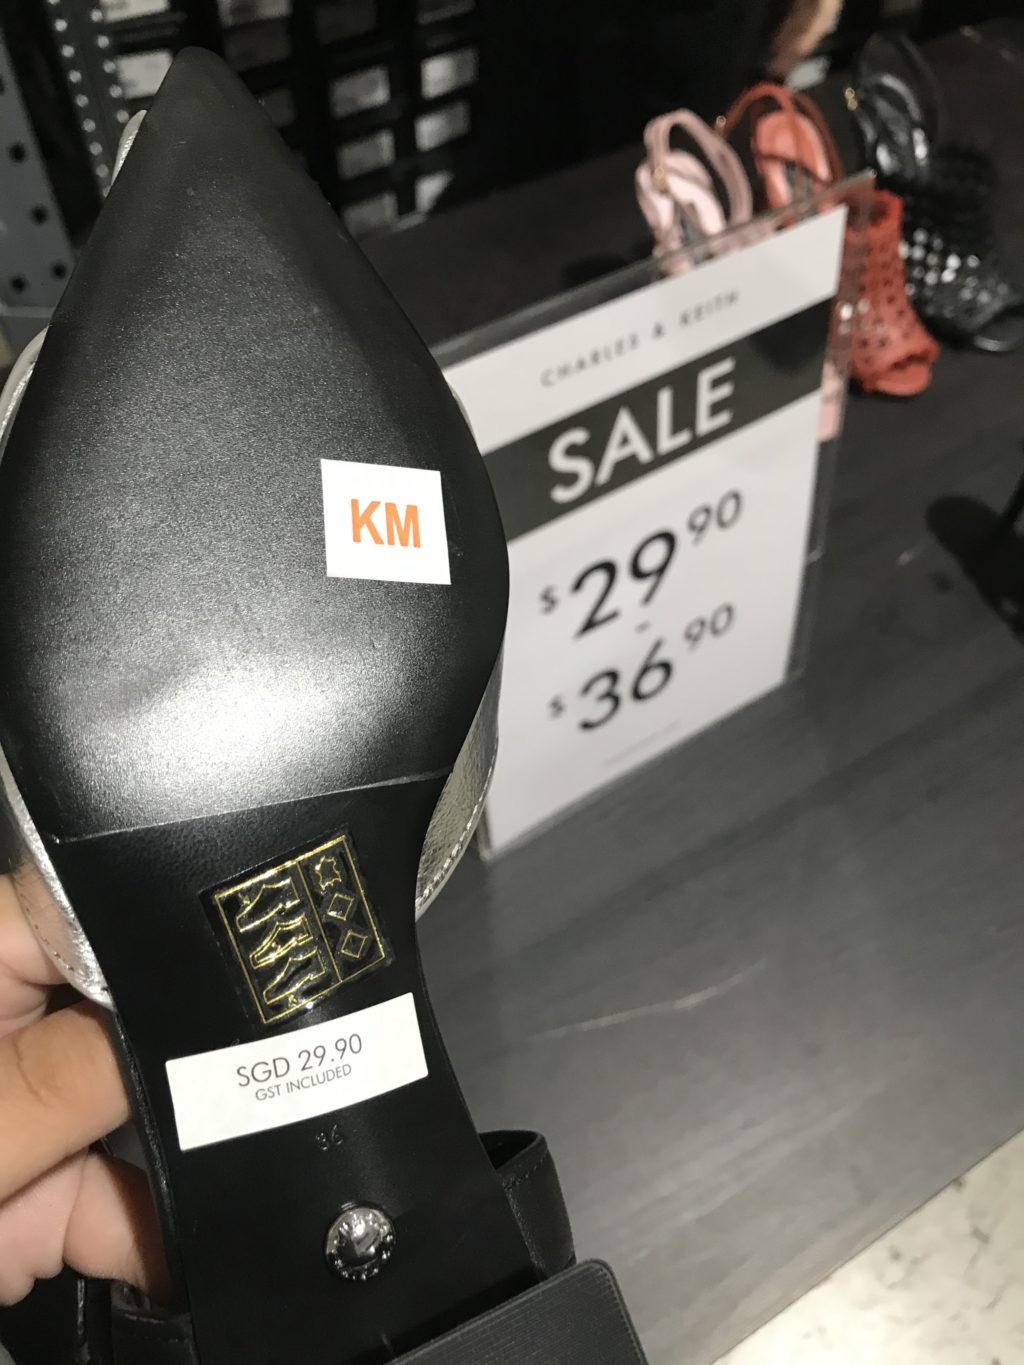 CHARLES & KEITH
SALE
$29.90
-
$36.90
KM
SGD 29.90
GST INCLUDED
36